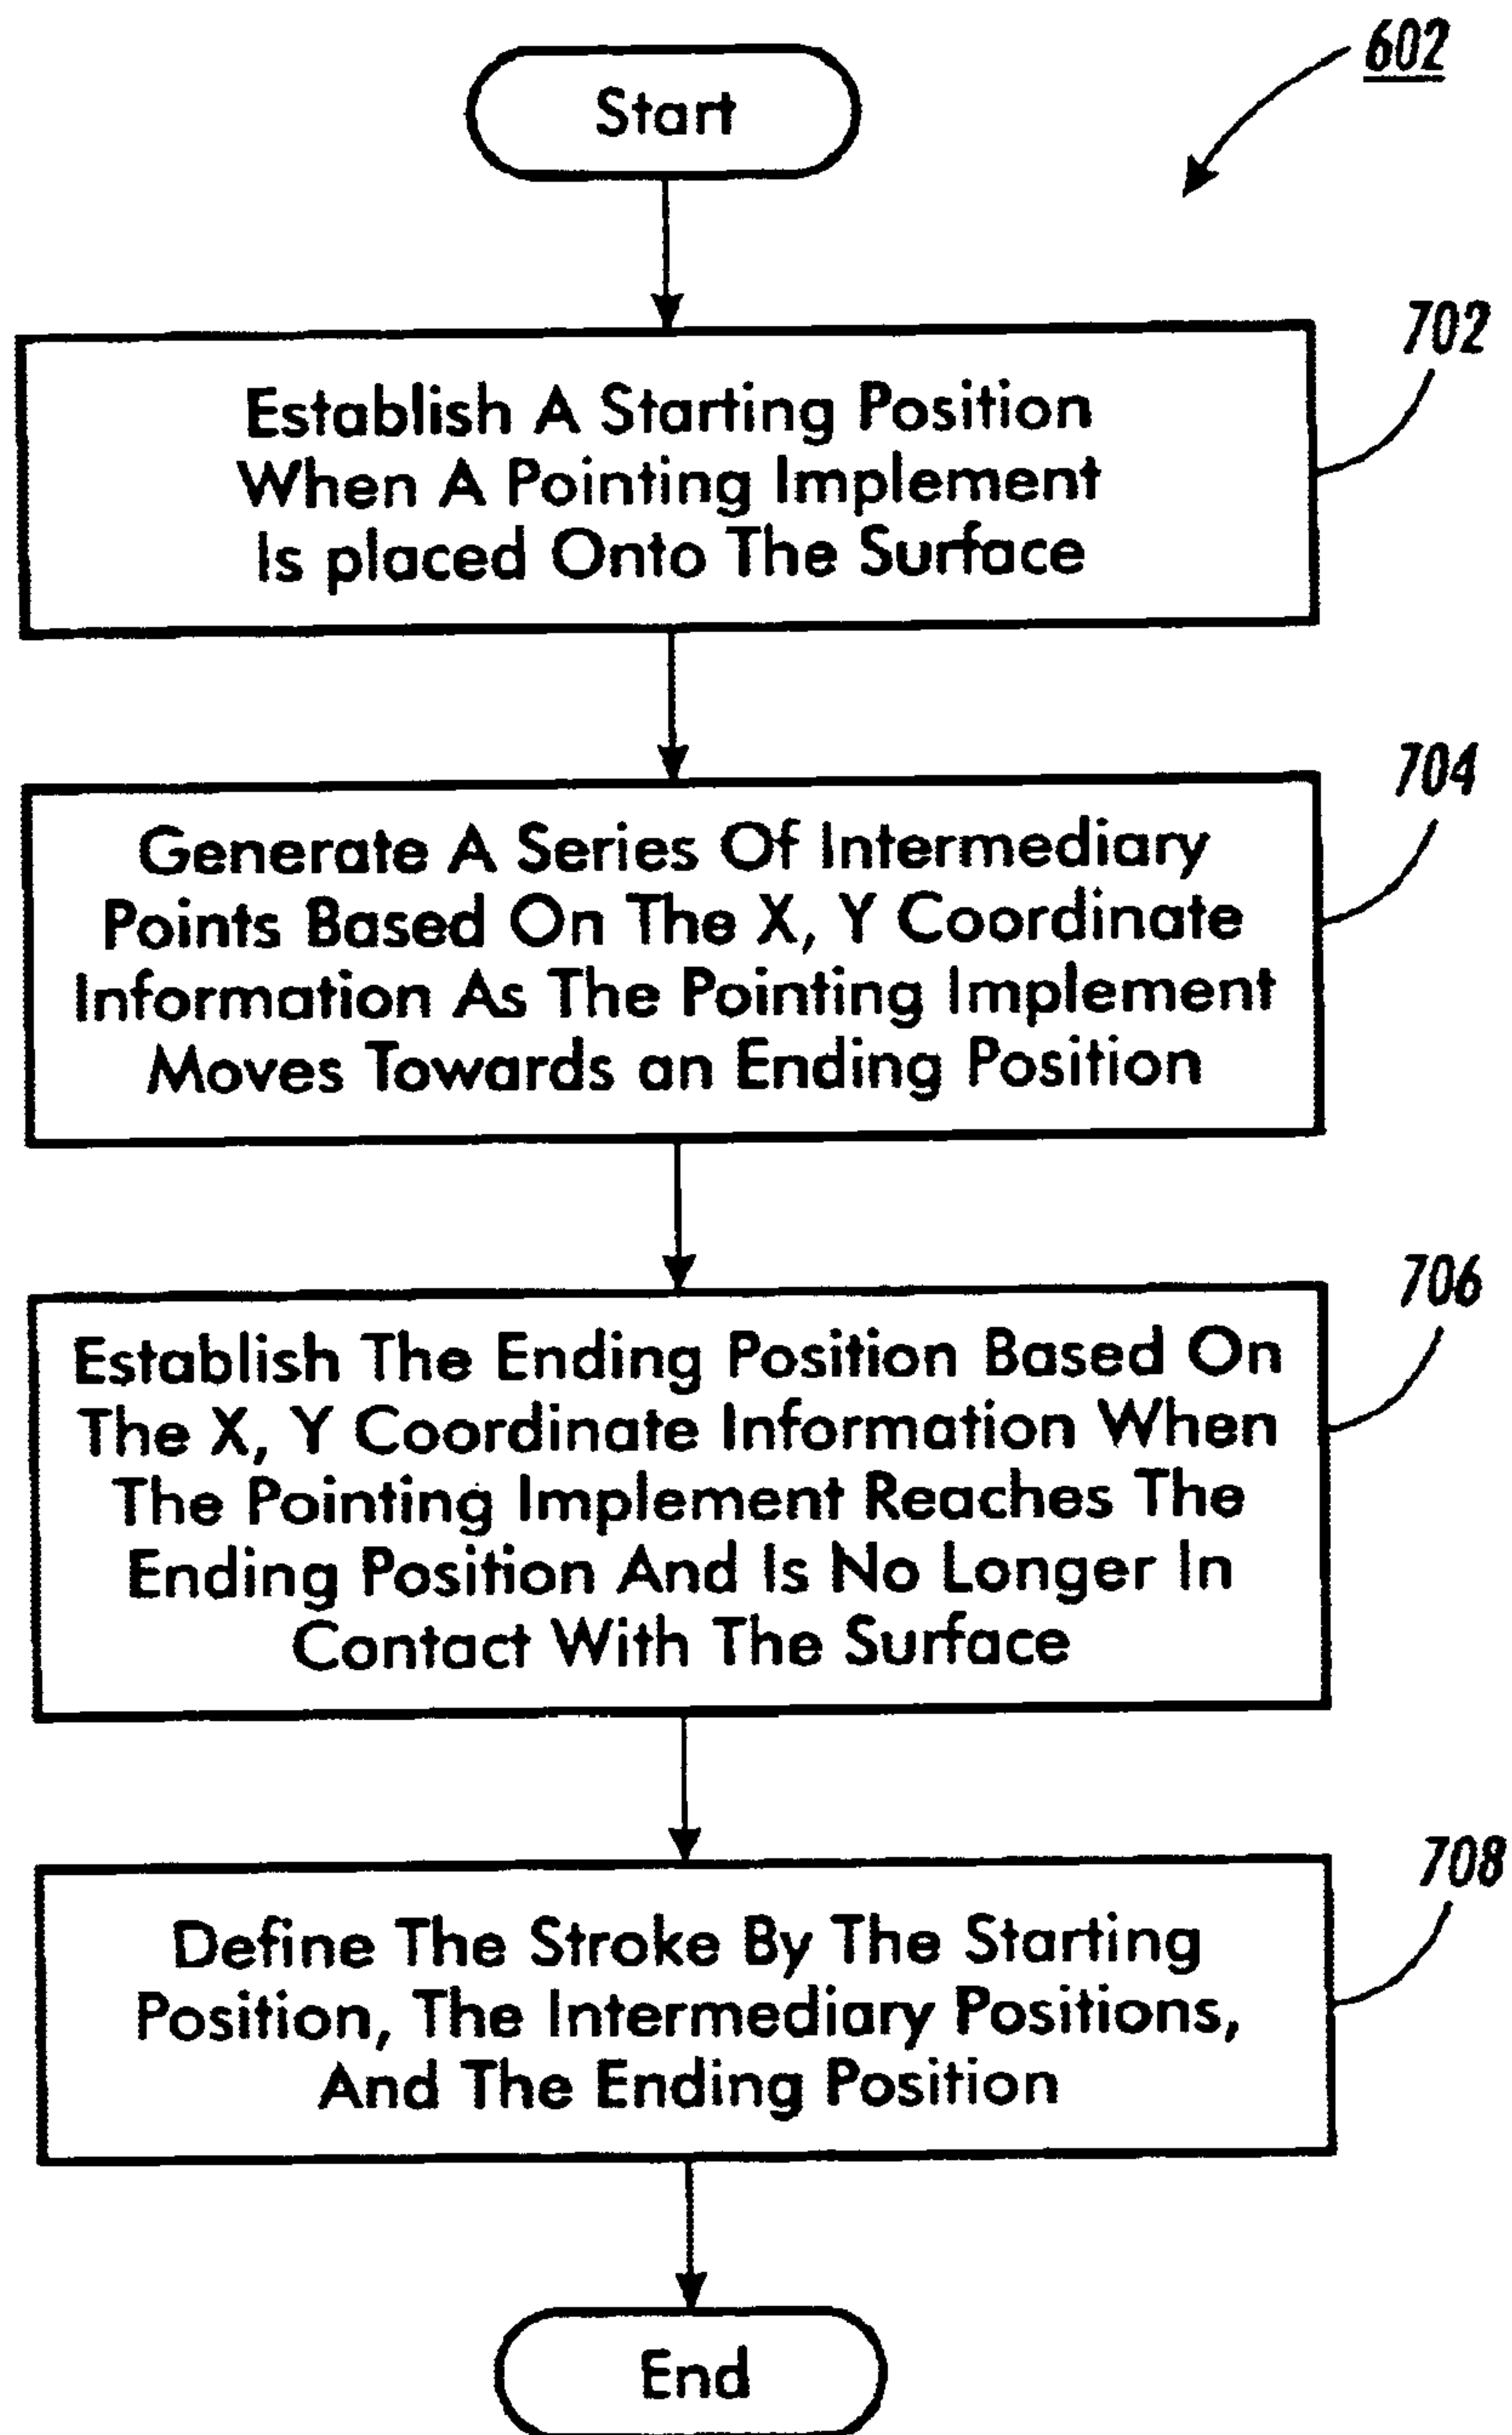 602
Start
702
Establish A Starting Position
When A Pointing Implement
Is placed Onto The Surface
704
Generate A Series Of Intermediary
Points Based On The X, Y Coordinate
Information As The Pointing Implement
Moves Towards an Ending Position
706
Establish The Ending Position Based On
The X, Y Coordinate Information When
The Pointing Implement Reaches The
Ending Position And Is No Longer In
Contact With The Surface
708
Define The Stroke By The Starting
Position, The Intermediary Positions,
And The Ending Position
End